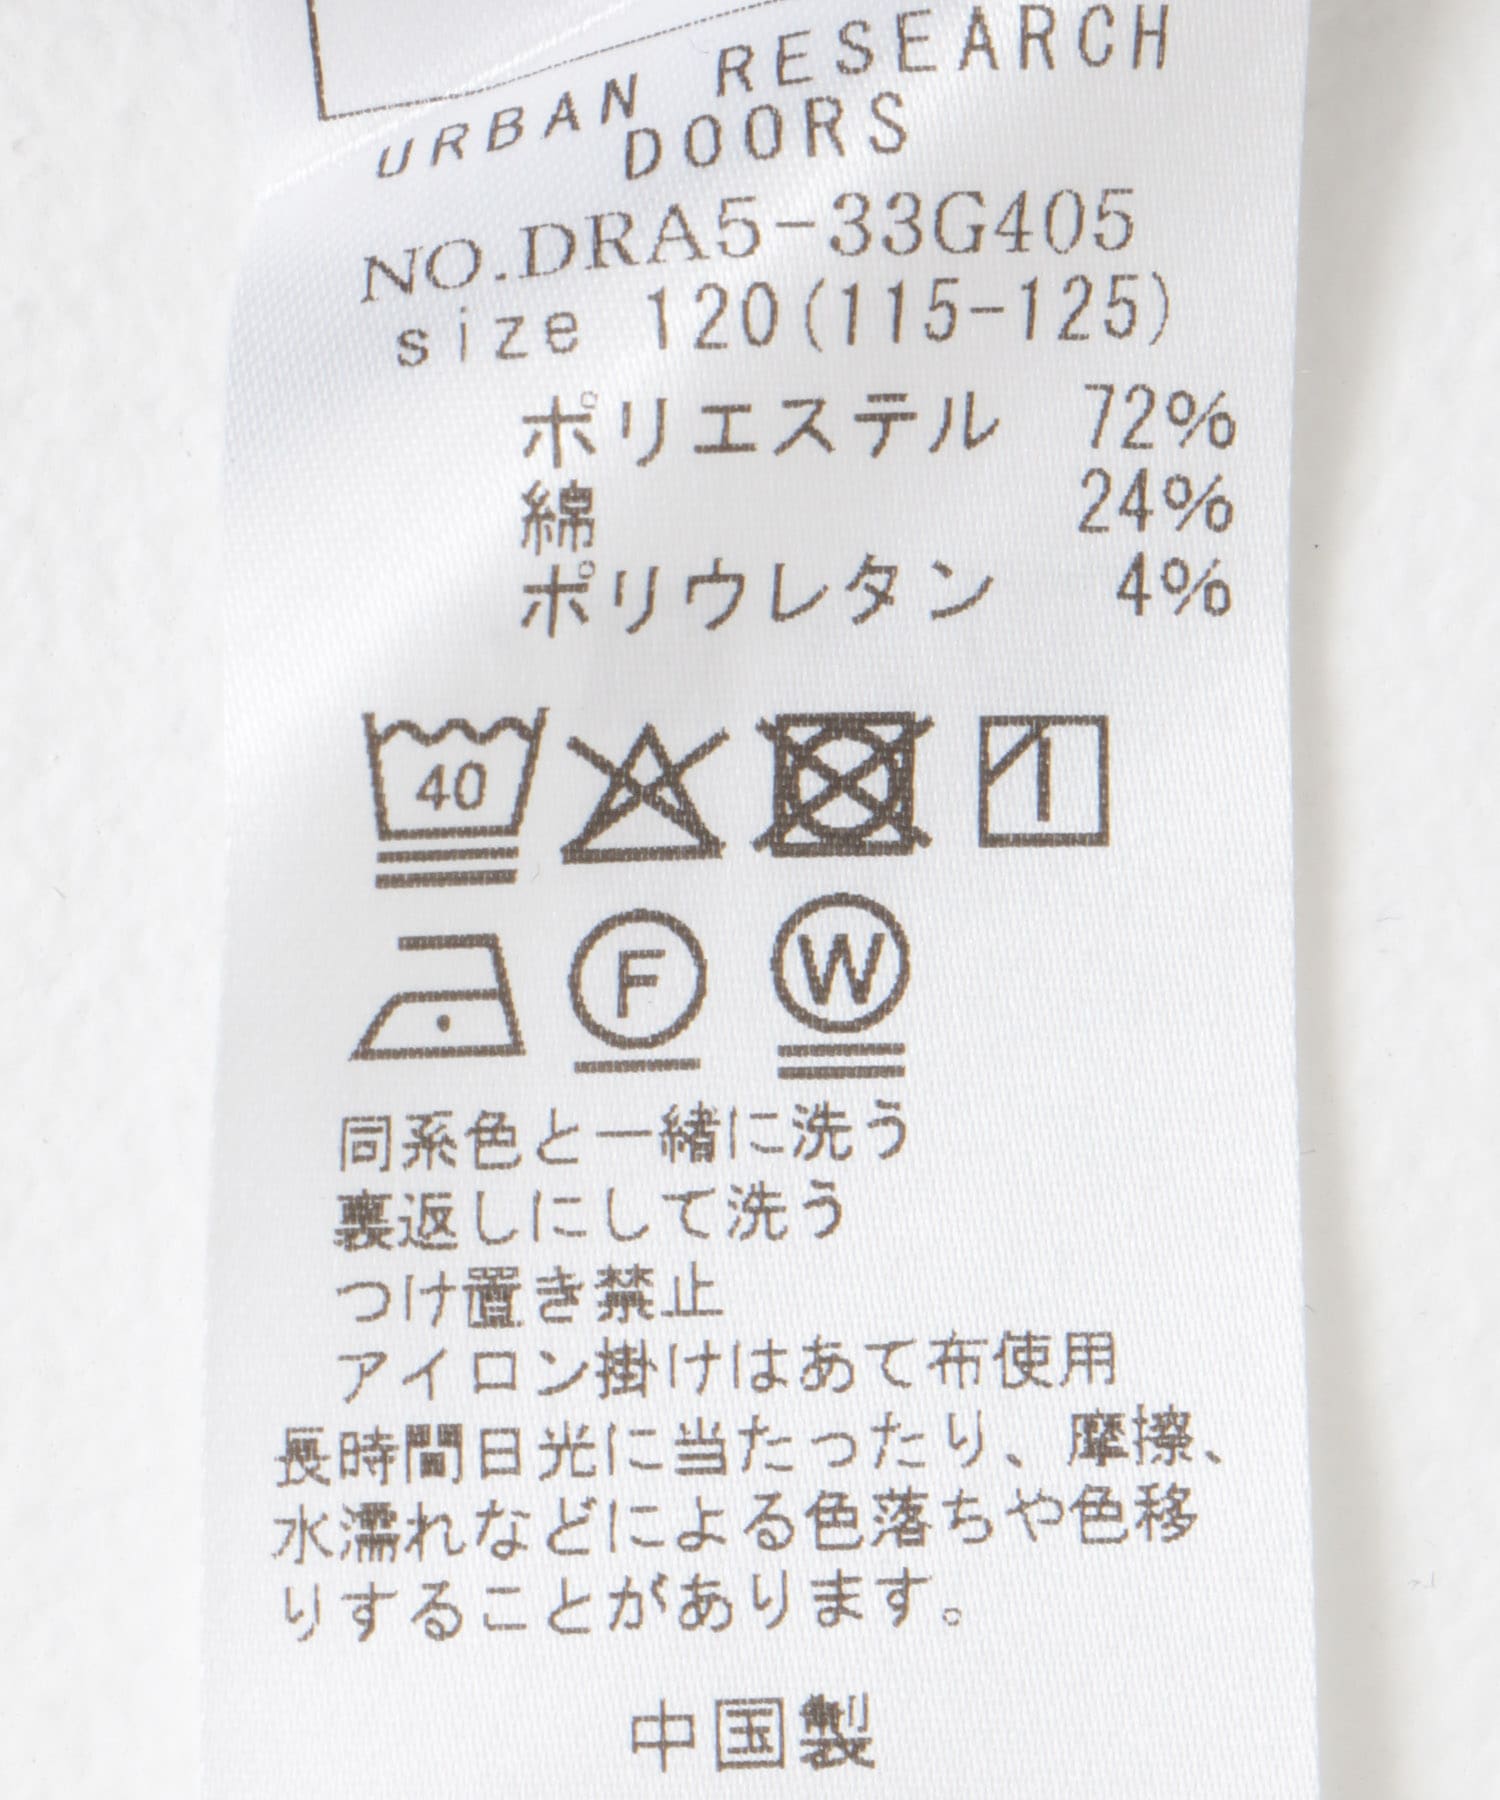 URBAN RESEARCH
DOORS
NO.DRA5-33G405
size 120(115-125)
ポリエステル 72%
綿 24%
ポリウレタン 4%
40
F W
同系色と一緒に洗う
裏返しにして洗う
つけ置き禁止
アイロン掛けはあて布使用
長時間日光に当たったり、摩擦、
水濡れなどによる色落ちや色移
りすることがあります。
中国製